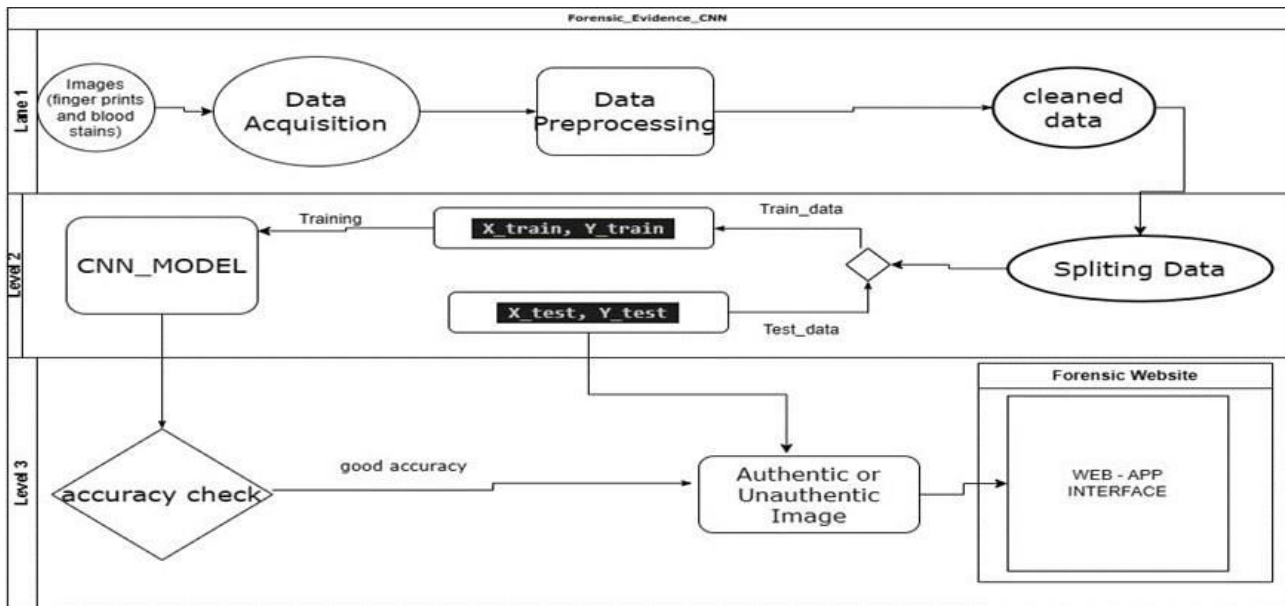 Forensic_Evidence_CNN
Lane 1
Images
(finger prints
and blood
stains)
Data
Acquisition
Data
Preprocessing
cleaned
data
Level 2
CNN_MODEL
Training
X_train, Y_train
Train_data
Spliting Data
X_test, Y_test
Test_data
Level 3
accuracy check
good accuracy
Authentic or
Unauthentic
Image
Forensic Website
WEB - APP
INTERFACE